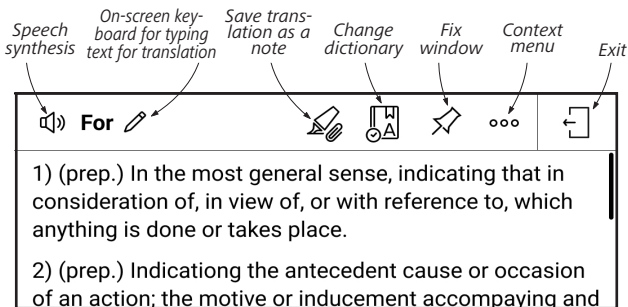 Speech
synthesis
On-screen key-
board for typing
text for translation
Save trans-
lation as a
note
Change
dictionary
Fix
window
Context
menu
Exit
For
A
1) (prep.) In the most general sense, indicating that in
consideration of, in view of, or with reference to, which
anything is done or takes place.
2) (prep.) Indicationg the antecedent cause or occasion
of an action; the motive or inducement accompaying and